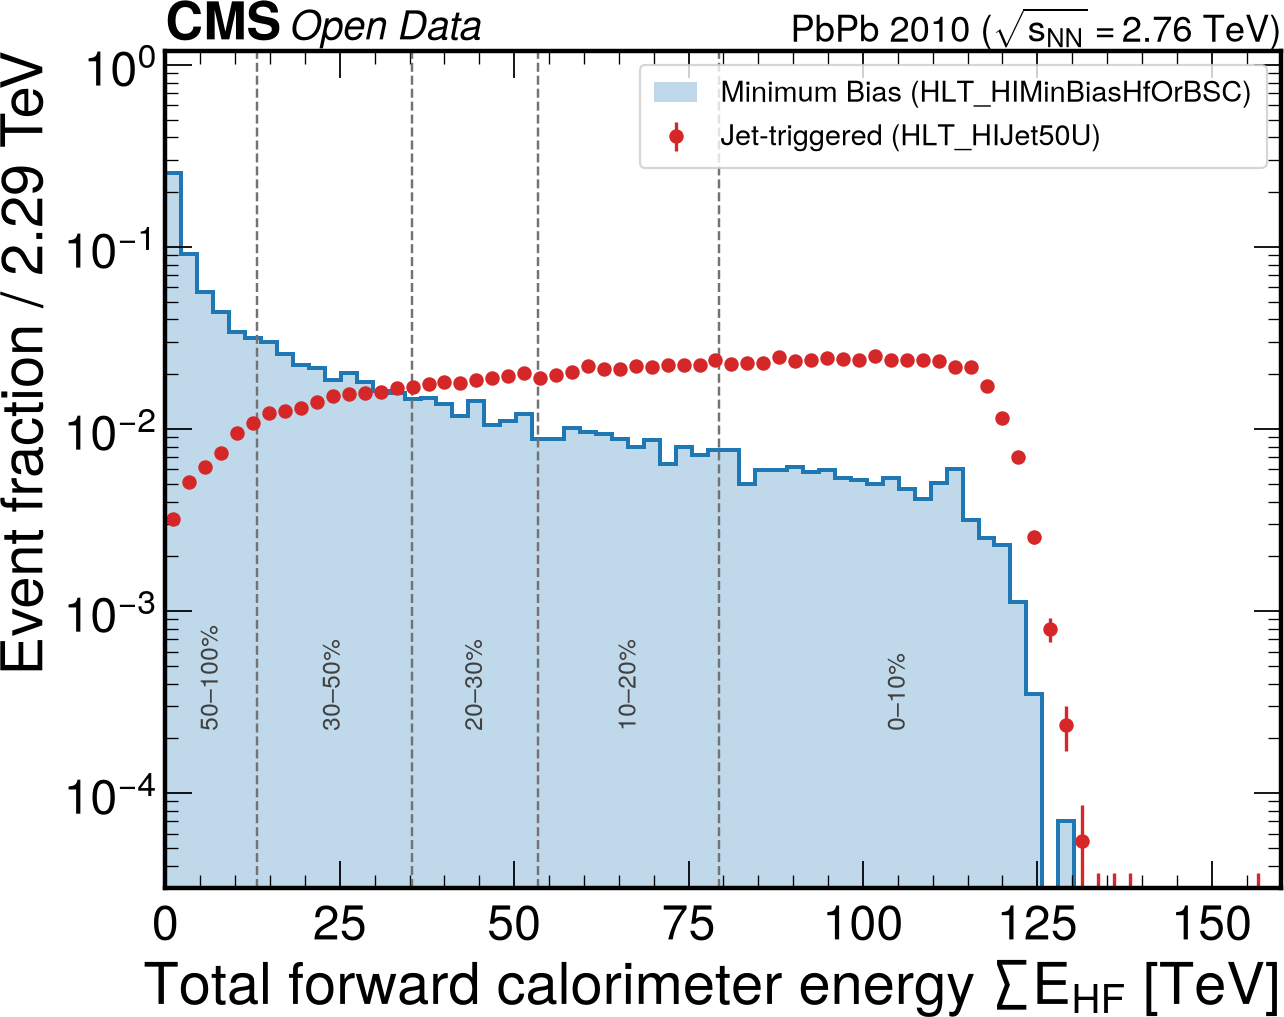 CMS Open Data PbPb 2010 (√s_NN = 2.76 TeV)
Event fraction / 2.29 TeV
10⁰
10⁻¹
10⁻²
10⁻³
10⁻⁴
Minimum Bias (HLT_HIMinBiasHfOrBSC)
Jet-triggered (HLT_HIJet50U)
50–100%
30–50%
20–30%
10–20%
0–10%
0 25 50 75 100 125 150
Total forward calorimeter energy ∑E_HF [TeV]